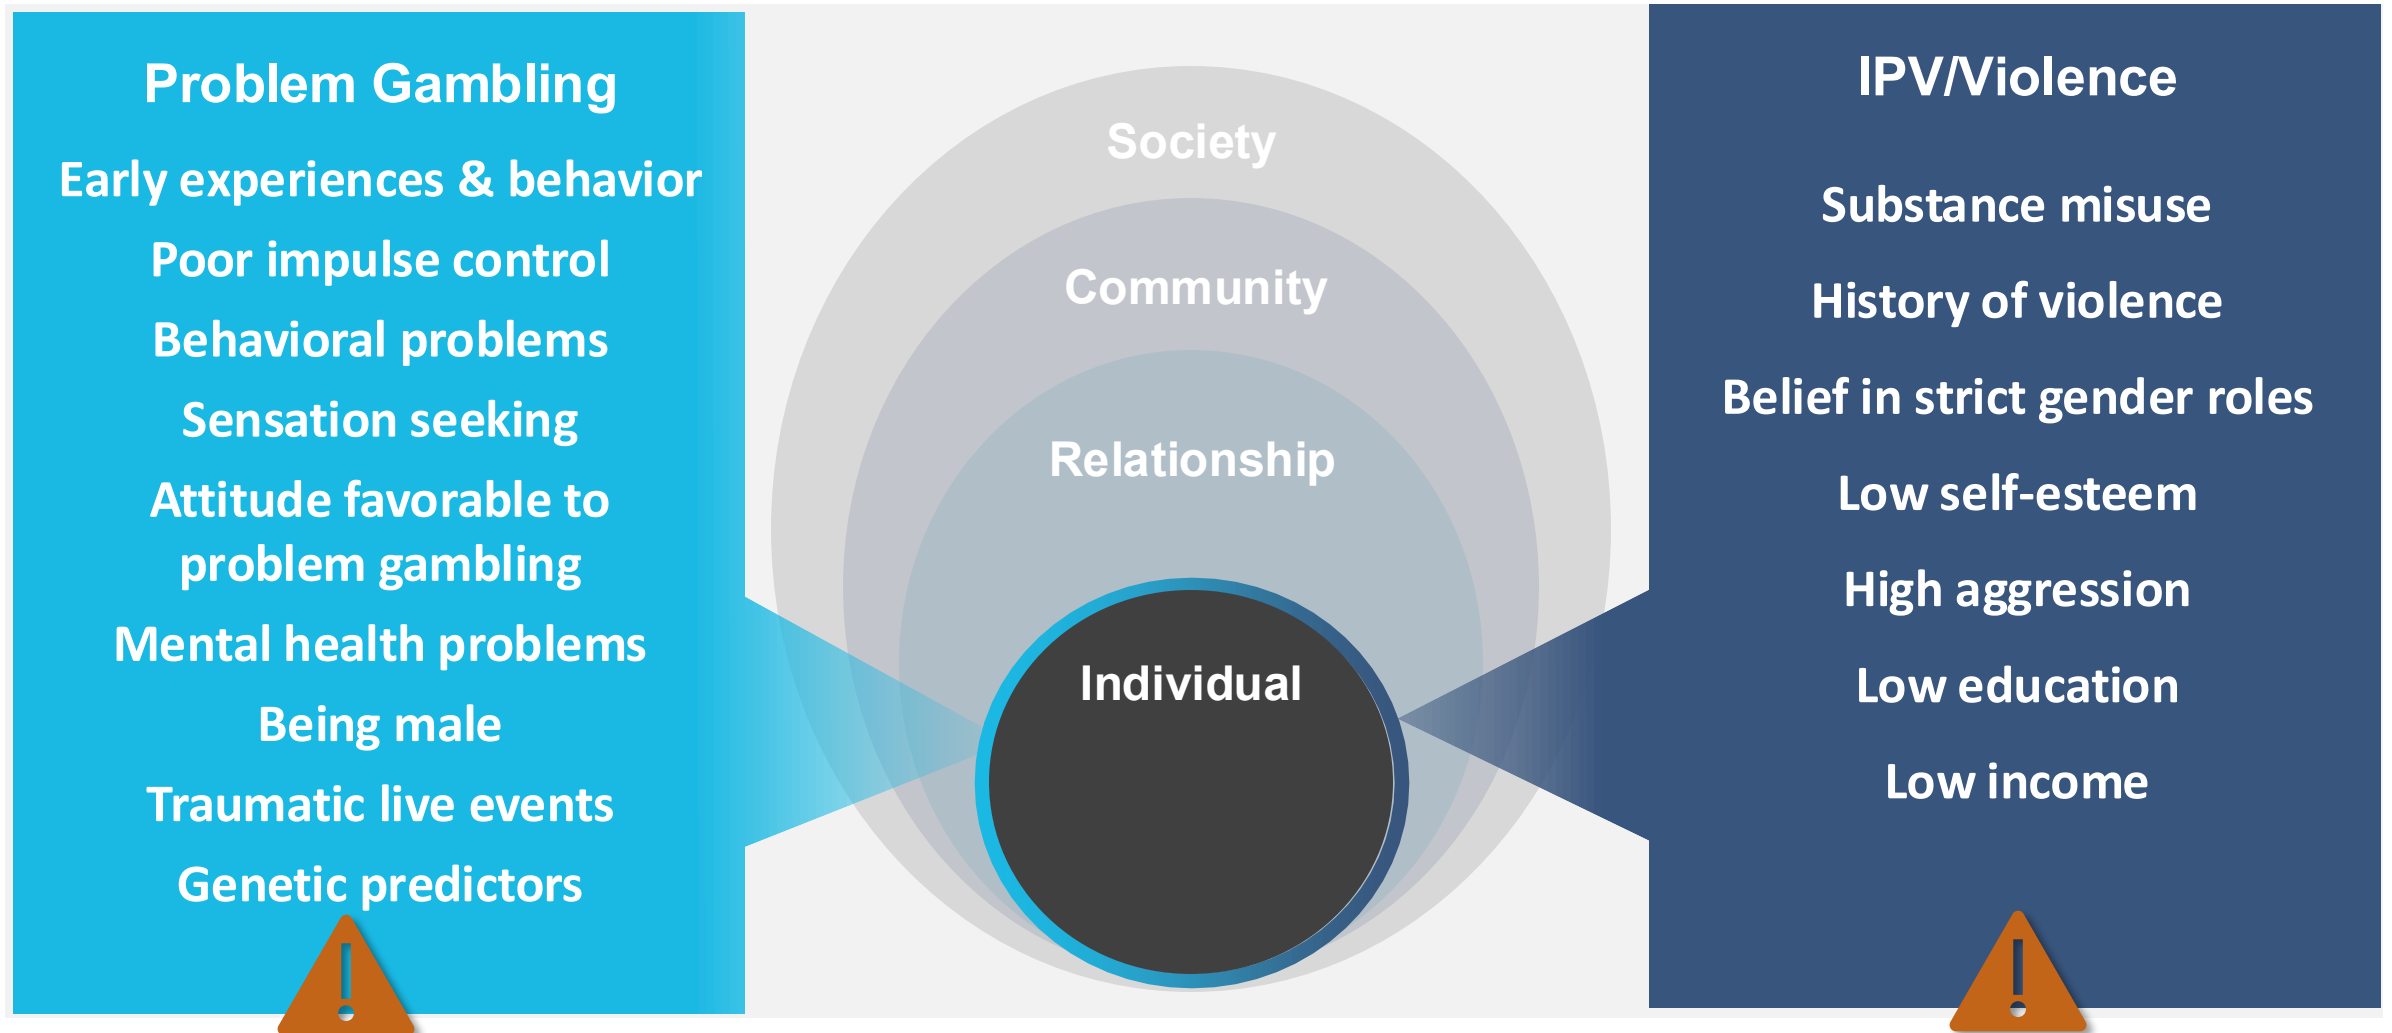 Problem Gambling
Early experiences & behavior
Poor impulse control
Behavioral problems
Sensation seeking
Attitude favorable to
problem gambling
Mental health problems
Being male
Traumatic live events
Genetic predictors
Society
Community
Relationship
Individual
IPV/Violence
Substance misuse
History of violence
Belief in strict gender roles
Low self-esteem
High aggression
Low education
Low income